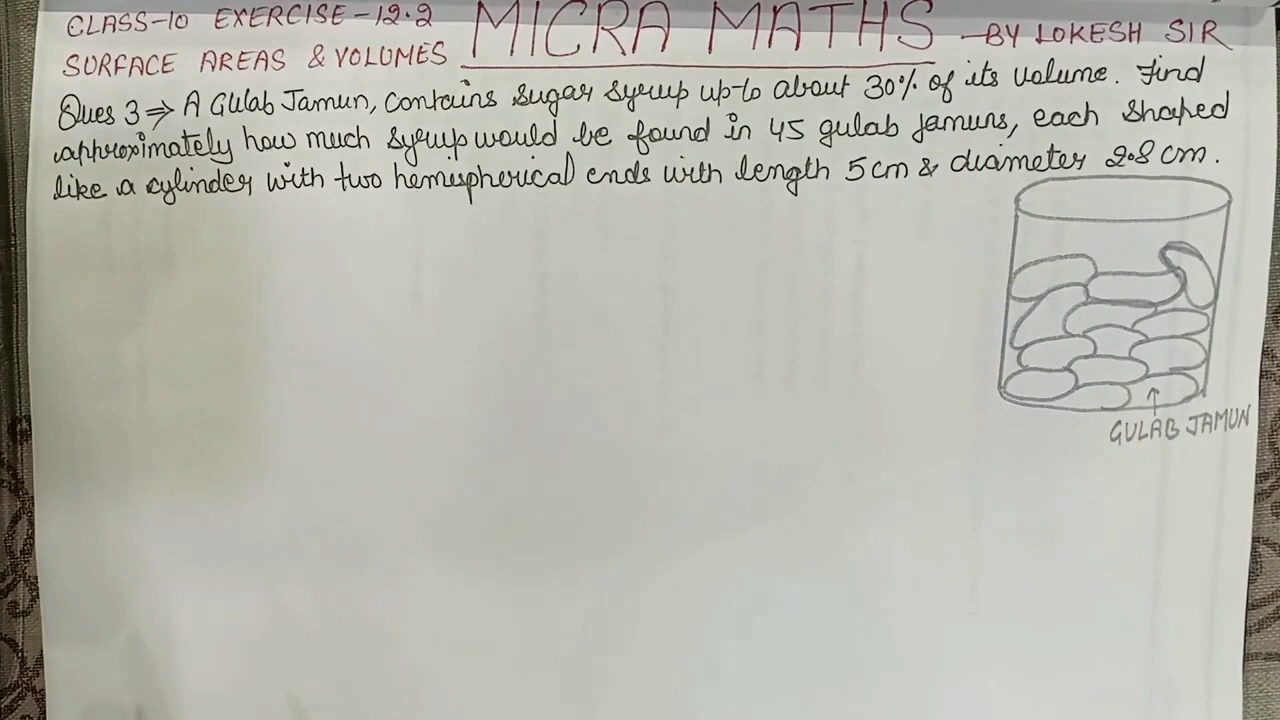 CLASS-10 EXERCISE-12.2 MICRA MATHS -BY LOKESH SIR
SURFACE AREAS & VOLUMES
Ques 3 ⇒ A Gulab Jamun, contains sugar syrup up-to about 30% of its volume. Find
approximately how much syrup would be found in 45 gulab jamuns, each shaped
like a cylinder with two hemispherical ends with length 5 cm & diameter 2.8 cm.
GULAB JAMUN